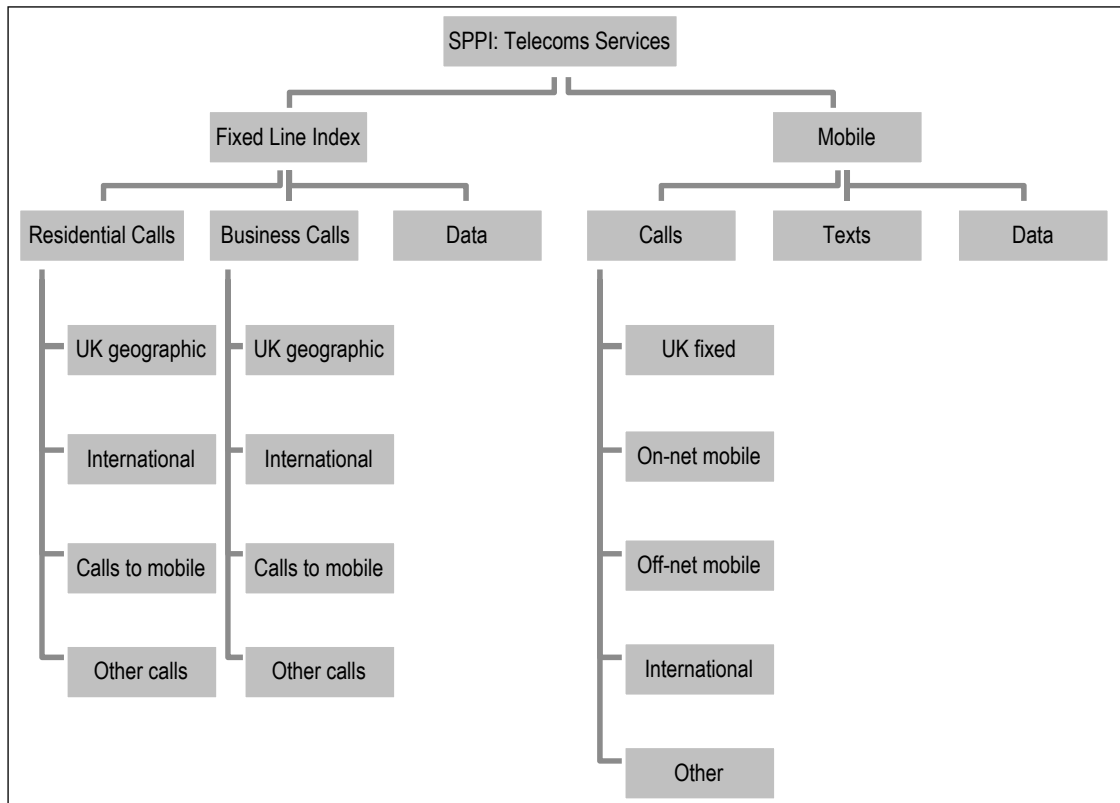 SPPI: Telecoms Services
Fixed Line Index
Mobile
Residential Calls
Business Calls
Data
Calls
Texts
Data
UK geographic
UK geographic
UK fixed
International
International
On-net mobile
Calls to mobile
Calls to mobile
Off-net mobile
Other calls
Other calls
International
Other